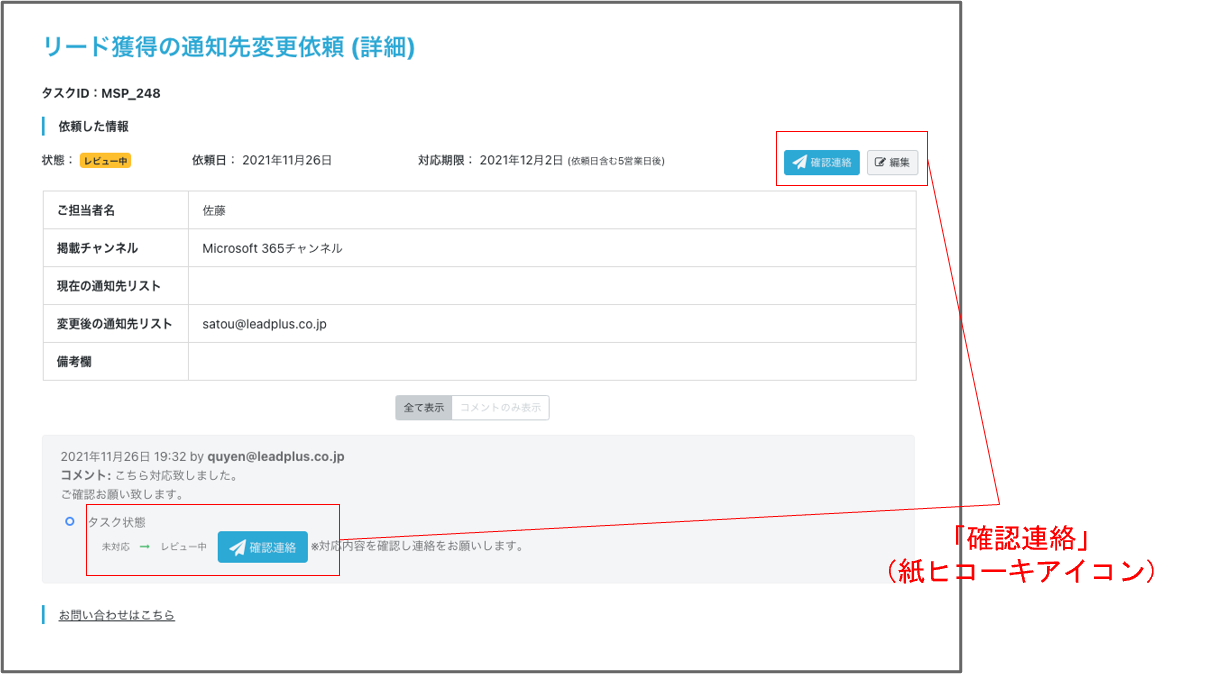 リード獲得の通知先変更依頼 (詳細)
タスクID：MSP_248
依頼した情報
状態： レビュー中 依頼日： 2021年11月26日 対応期限： 2021年12月2日 (依頼日含む5営業日後) 確認連絡 編集
ご担当者名 佐藤
掲載チャンネル Microsoft 365チャンネル
現在の通知先リスト
変更後の通知先リスト satou@leadplus.co.jp
備考欄
全て表示 コメントのみ表示
2021年11月26日 19:32 by quyen@leadplus.co.jp
コメント: こちら対応致しました。
ご確認お願い致します。
タスク状態
未対応 → レビュー中 確認連絡 ※対応内容を確認し連絡をお願いします。
「確認連絡」
（紙ヒコーキアイコン）
お問い合わせはこちら